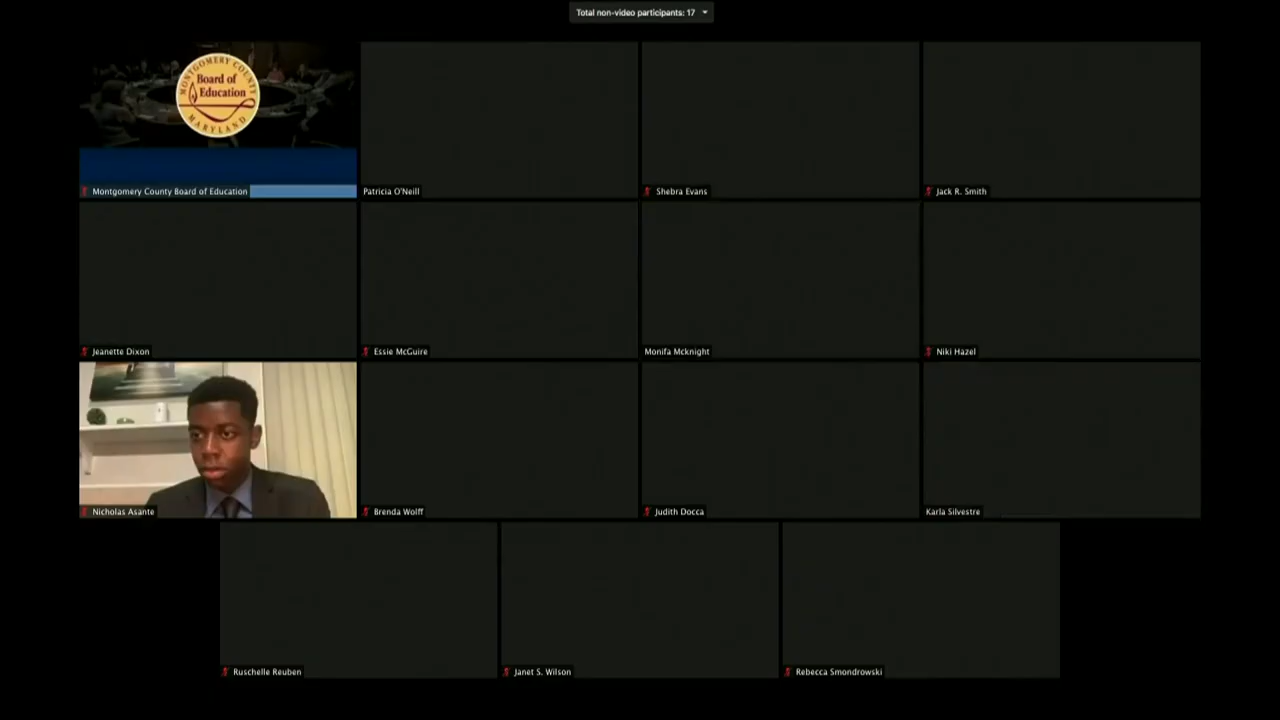 Total non-video participants: 17
MONTGOMERY COUNTY
Board of
Education
MARYLAND
Montgomery County Board of Education
Patricia O'Neill
Shebra Evans
Jack R. Smith
Jeanette Dixon
Essie McGuire
Monifa Mcknight
Niki Hazel
Nicholas Asante
Brenda Wolff
Judith Docca
Karla Silvestre
Ruschelle Reuben
Janet S. Wilson
Rebecca Smondrowski